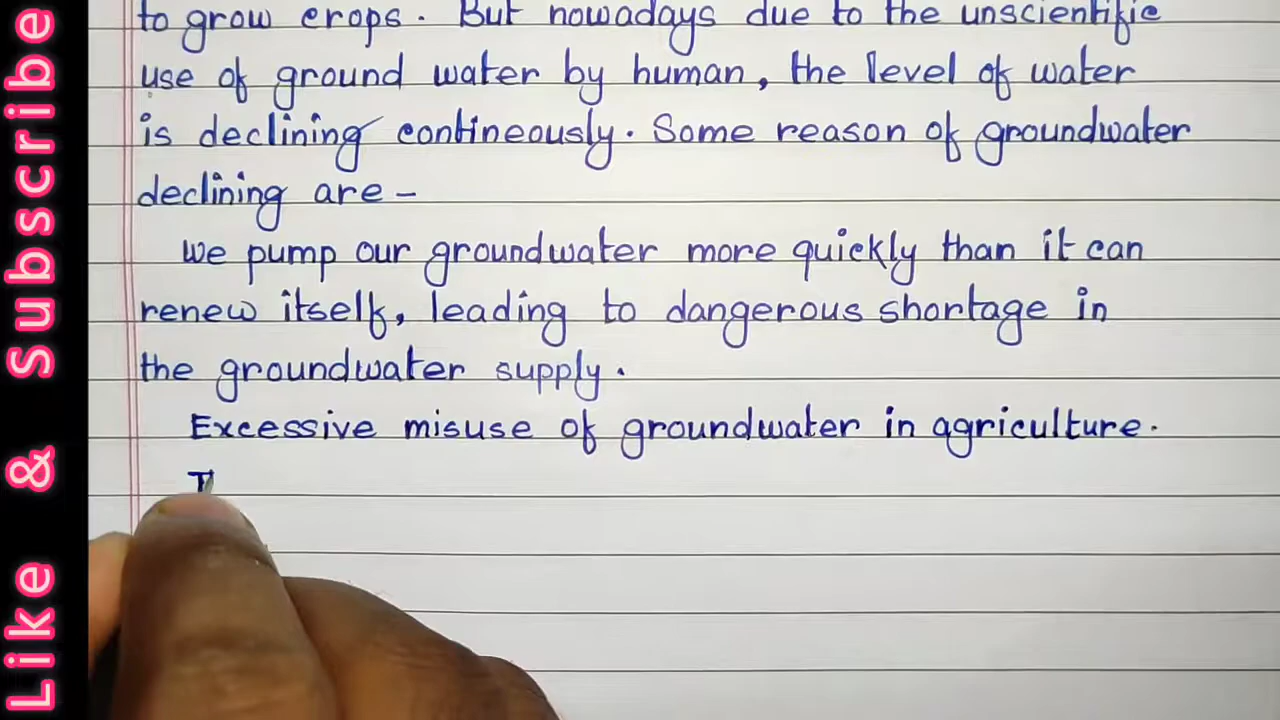 to grow crops. But nowadays due to the unscientific
use of ground water by human, the level of water
is declining contineously. Some reason of groundwater
declining are -
We pump our groundwater more quickly than it can
renew itself, leading to dangerous shortage in
the groundwater supply.
Excessive misuse of groundwater in agriculture.
T
Like & Subscribe